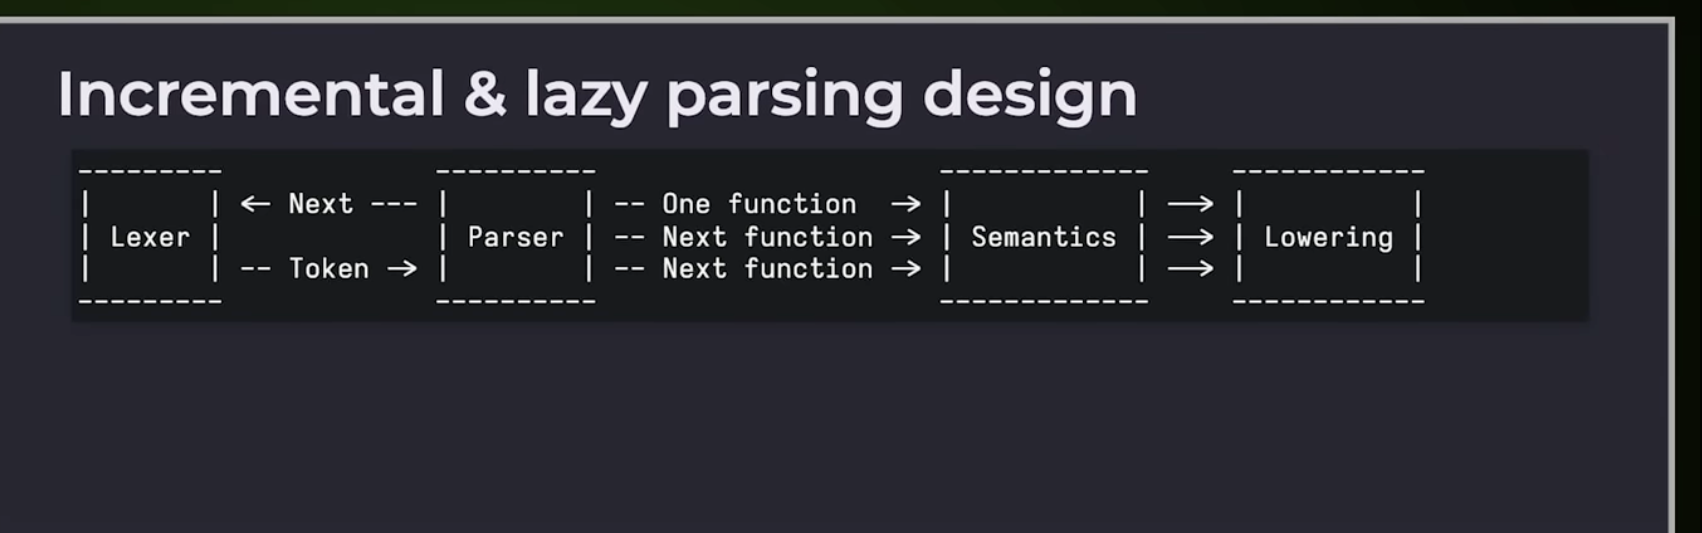 Incremental & lazy parsing design
---------             ----------                      -------------     ------------
|       | <- Next --- |        | -- One function  -> |           | --> |          |
| Lexer |             | Parser | -- Next function -> | Semantics | --> | Lowering |
|       | -- Token -> |        | -- Next function -> |           | --> |          |
---------             ----------                      -------------     ------------